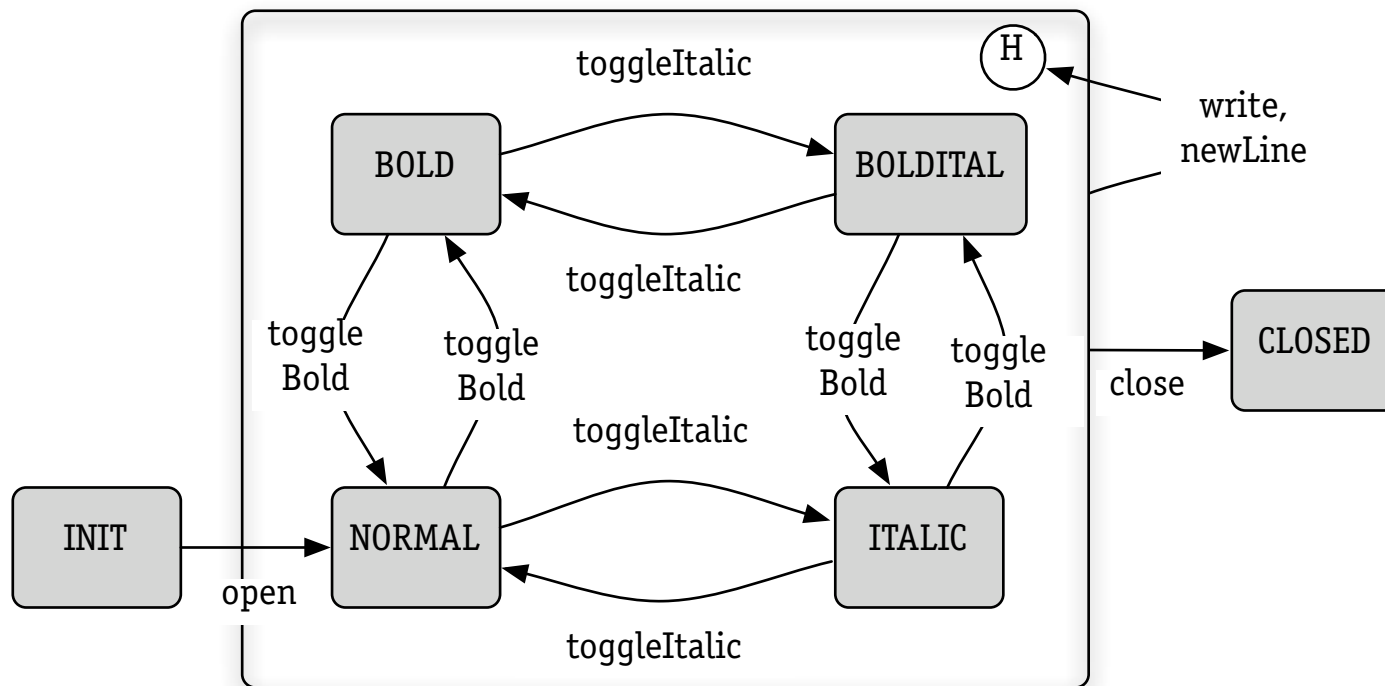 H
toggleItalic
write,
newLine
BOLD
BOLDITAL
toggleItalic
toggle
Bold
toggle
Bold
toggle
Bold
toggle
Bold
CLOSED
close
toggleItalic
INIT
NORMAL
ITALIC
open
toggleItalic